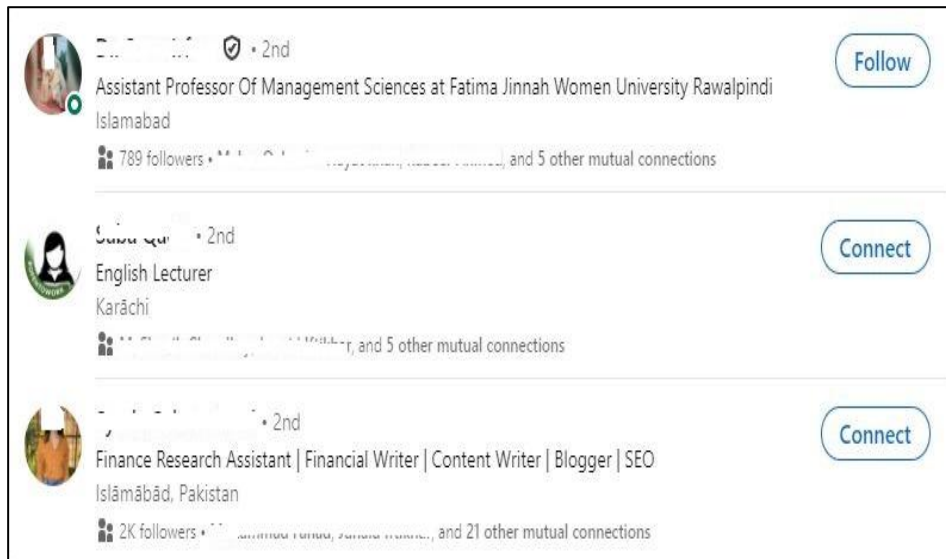 • 2nd
Follow
Assistant Professor Of Management Sciences at Fatima Jinnah Women University Rawalpindi
Islamabad
789 followers • and 5 other mutual connections
• 2nd
Connect
English Lecturer
Karāchi
and 5 other mutual connections
• 2nd
Connect
Finance Research Assistant | Financial Writer | Content Writer | Blogger | SEO
Islāmābād, Pakistan
2K followers • and 21 other mutual connections